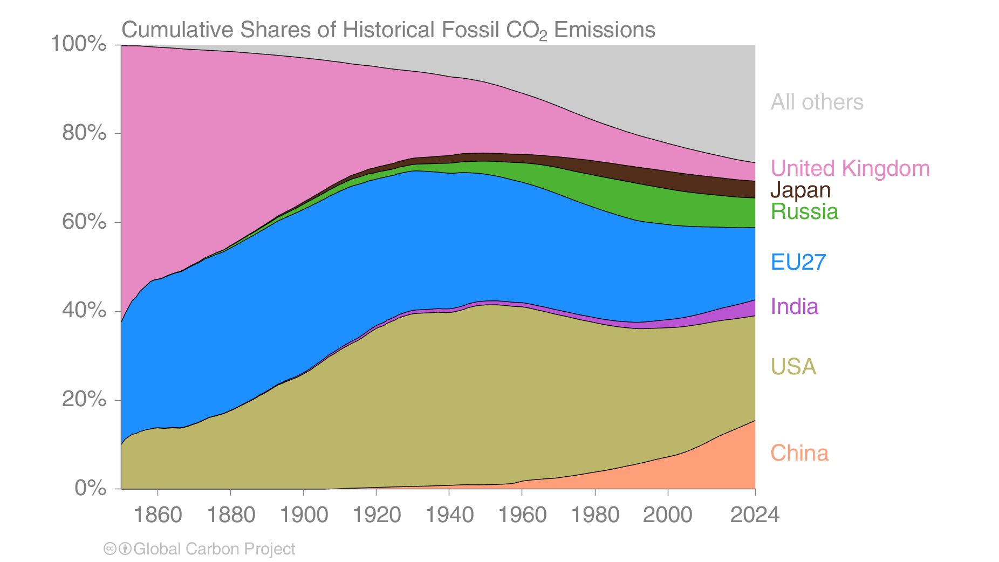 Cumulative Shares of Historical Fossil CO₂ Emissions
100%
80%
60%
40%
20%
0%
All others
United Kingdom
Japan
Russia
EU27
India
USA
China
1860 1880 1900 1920 1940 1960 1980 2000 2024
cc Global Carbon Project